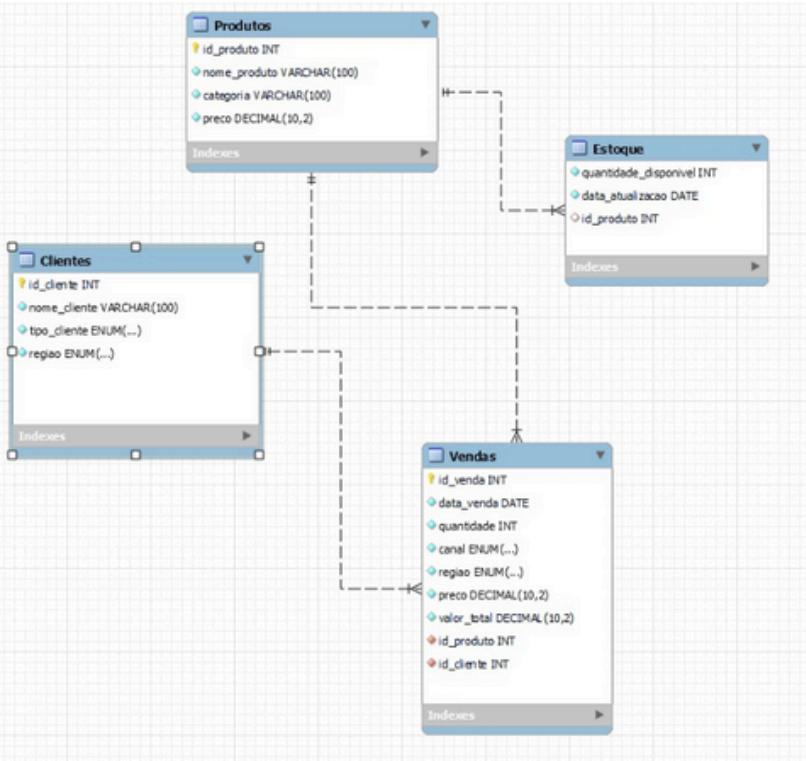 Produtos
id_produto INT
nome_produto VARCHAR(100)
categoria VARCHAR(100)
preco DECIMAL(10,2)
Indexes
Estoque
quantidade_disponivel INT
data_atualizacao DATE
id_produto INT
Indexes
Clientes
id_cliente INT
nome_cliente VARCHAR(100)
tipo_cliente ENUM(...)
regiao ENUM(...)
Indexes
Vendas
id_venda INT
data_venda DATE
quantidade INT
canal ENUM(...)
regiao ENUM(...)
preco DECIMAL(10,2)
valor_total DECIMAL(10,2)
id_produto INT
id_cliente INT
Indexes